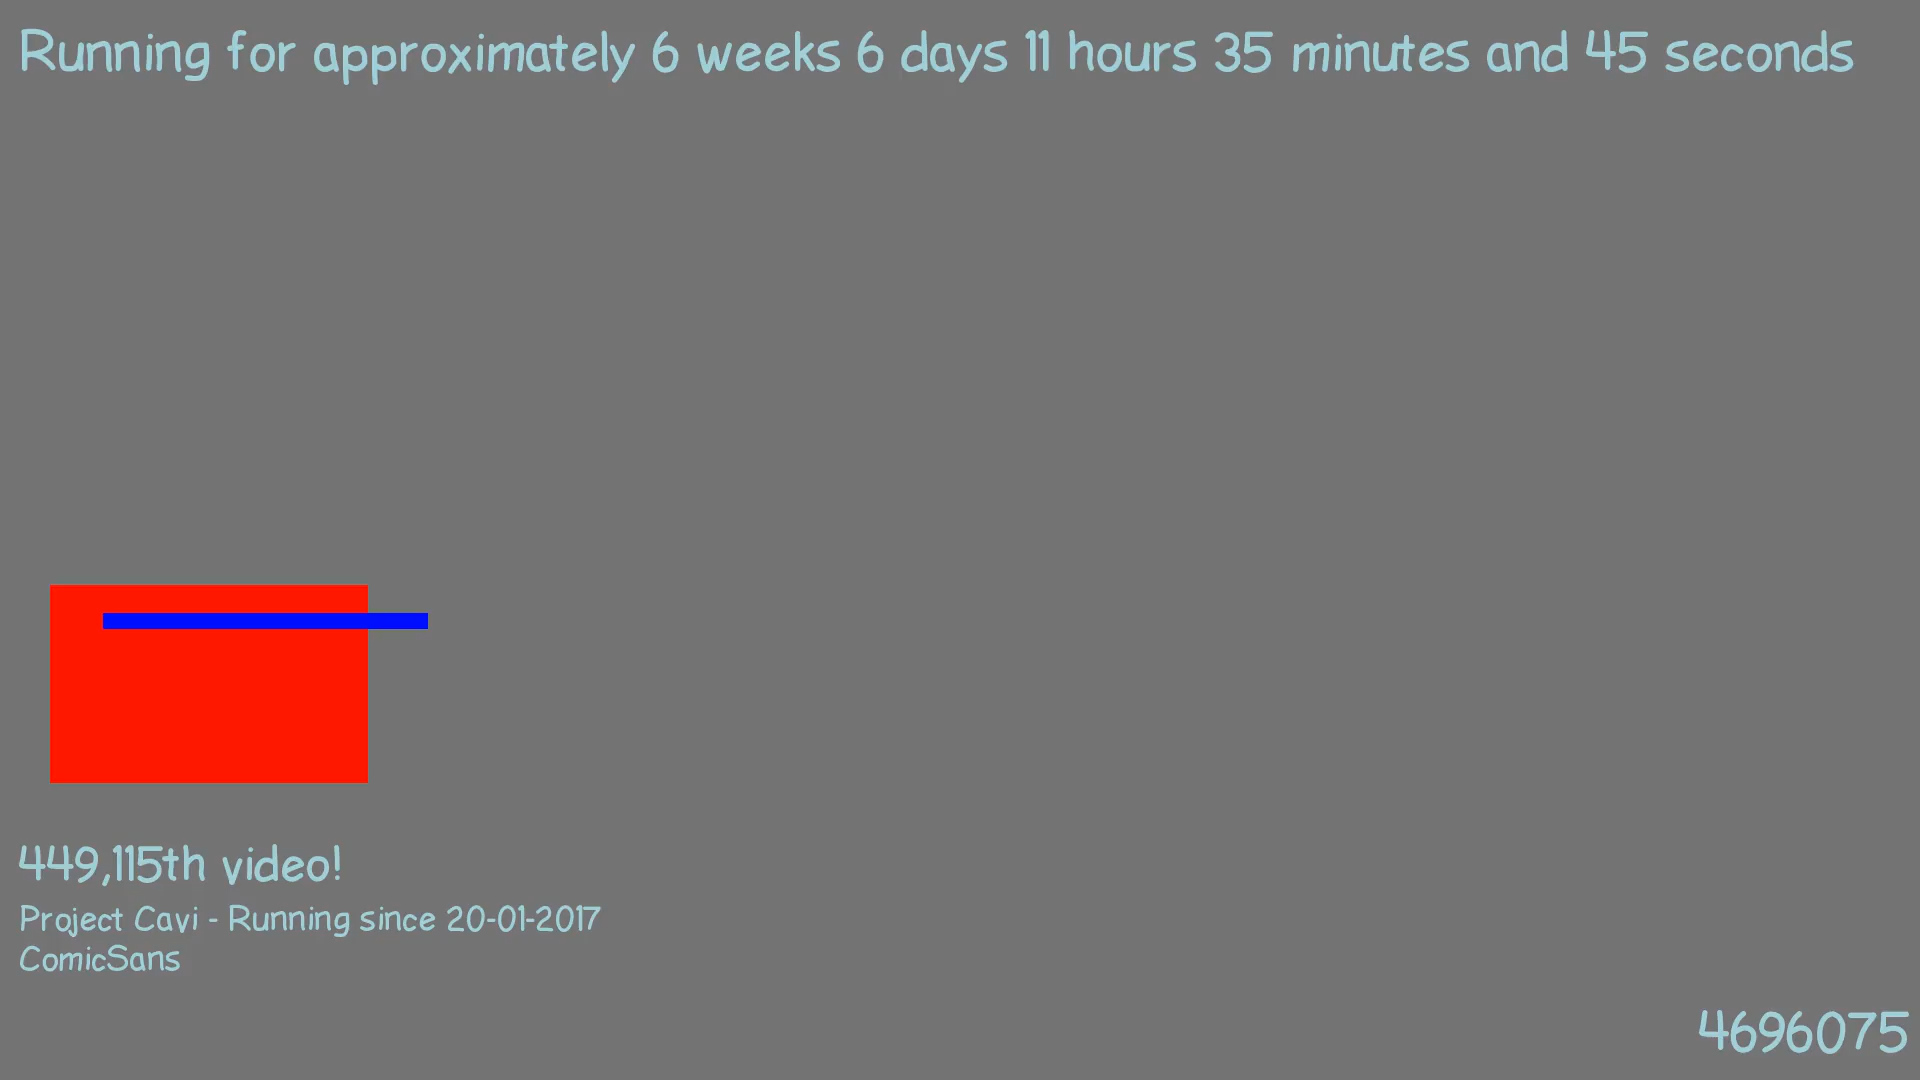 Running for approximately 6 weeks 6 days 11 hours 35 minutes and 45 seconds
449,115th video!
Project Cavi - Running since 20-01-2017
ComicSans
4696075